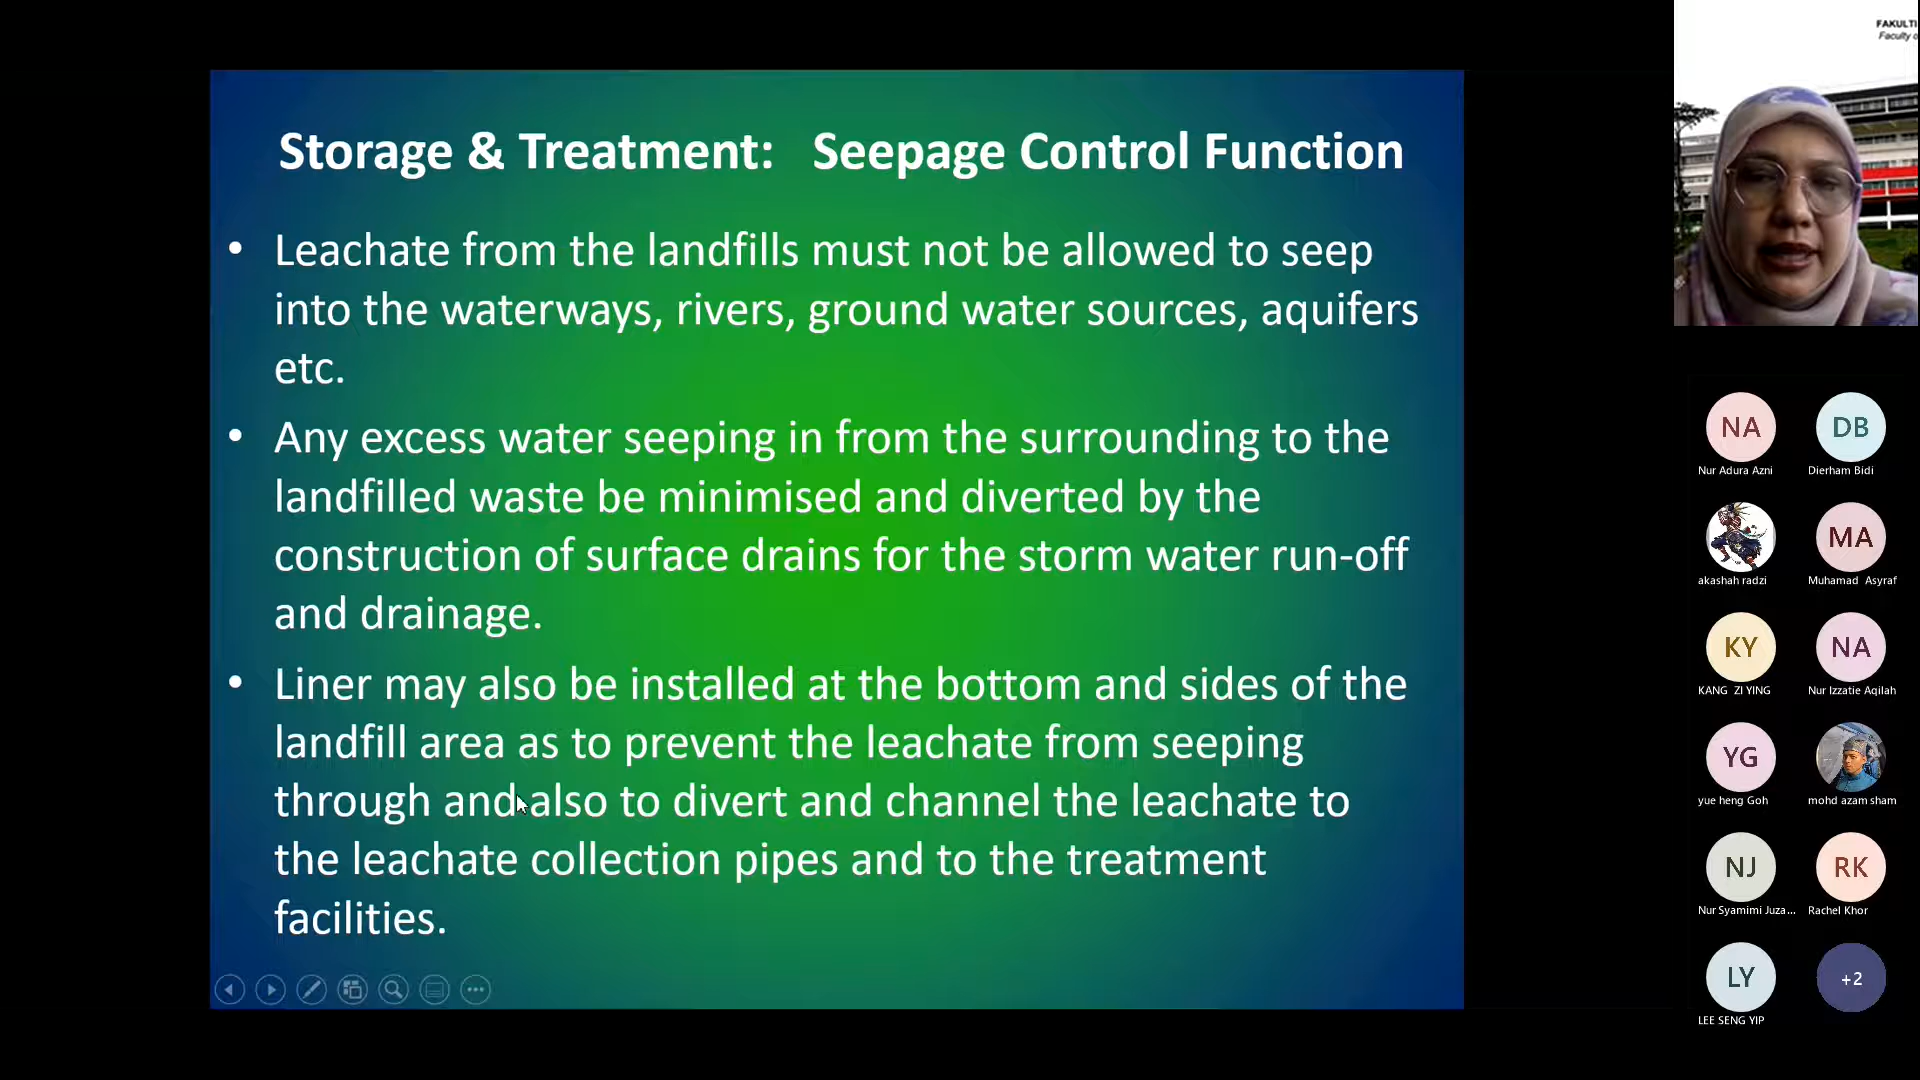 Storage & Treatment: Seepage Control Function
• Leachate from the landfills must not be allowed to seep
into the waterways, rivers, ground water sources, aquifers
etc.
• Any excess water seeping in from the surrounding to the
landfilled waste be minimised and diverted by the
construction of surface drains for the storm water run-off
and drainage.
• Liner may also be installed at the bottom and sides of the
landfill area as to prevent the leachate from seeping
through and also to divert and channel the leachate to
the leachate collection pipes and to the treatment
facilities.
FAKULTI
Faculty o
NA
Nur Adura Azni
DB
Dierham Bidi
akashah radzi
MA
Muhamad Asyraf
KY
KANG ZI YING
NA
Nur Izzatie Aqilah
YG
yue heng Goh
mohd azam sham
NJ
Nur Syamimi Juza...
RK
Rachel Khor
LY
LEE SENG YIP
+2